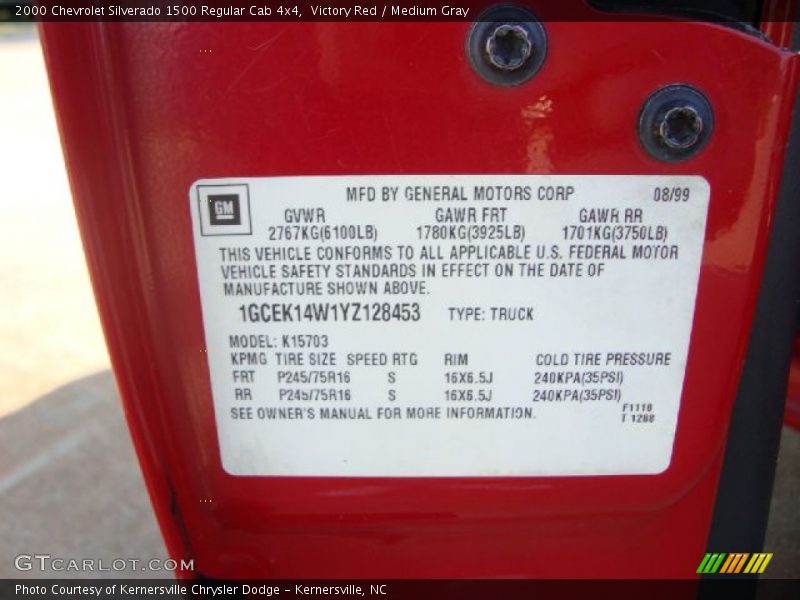 2000 Chevrolet Silverado 1500 Regular Cab 4x4, Victory Red / Medium Gray
GM
MFD BY GENERAL MOTORS CORP 08/99
GVWR GAWR FRT GAWR RR
2767KG(6100LB) 1780KG(3925LB) 1701KG(3750LB)
THIS VEHICLE CONFORMS TO ALL APPLICABLE U.S. FEDERAL MOTOR
VEHICLE SAFETY STANDARDS IN EFFECT ON THE DATE OF
MANUFACTURE SHOWN ABOVE.
1GCEK14W1YZ128453 TYPE: TRUCK
MODEL: K15703
KPMG TIRE SIZE SPEED RTG RIM COLD TIRE PRESSURE
FRT P245/75R16 S 16X6.5J 240KPA(35PSI)
RR P245/75R16 S 16X6.5J 240KPA(35PSI)
SEE OWNER'S MANUAL FOR MORE INFORMATION.
F1110
T 1288
GTCARLOT.COM
Photo Courtesy of Kernersville Chrysler Dodge – Kernersville, NC